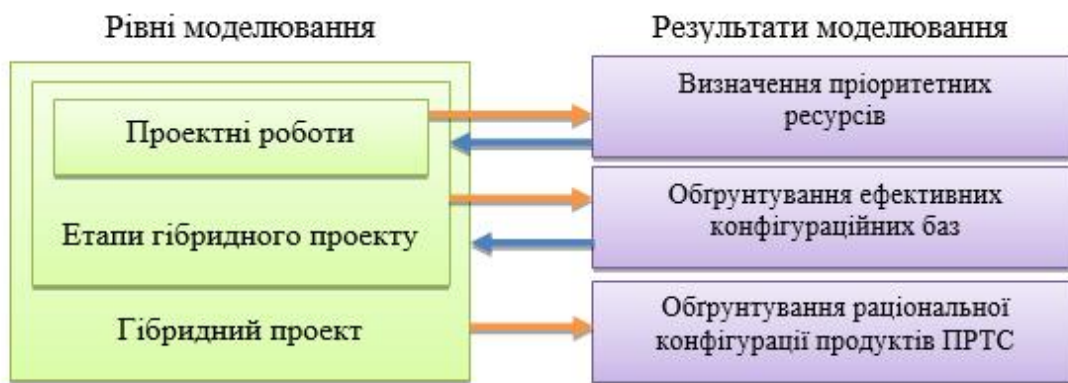 Рівні моделювання
Результати моделювання
Проектні роботи
Етапи гібридного проекту
Гібридний проект
Визначення пріоритетних
ресурсів
Обґрунтування ефективних
конфігураційних баз
Обґрунтування раціональної
конфігурації продуктів ПРТС